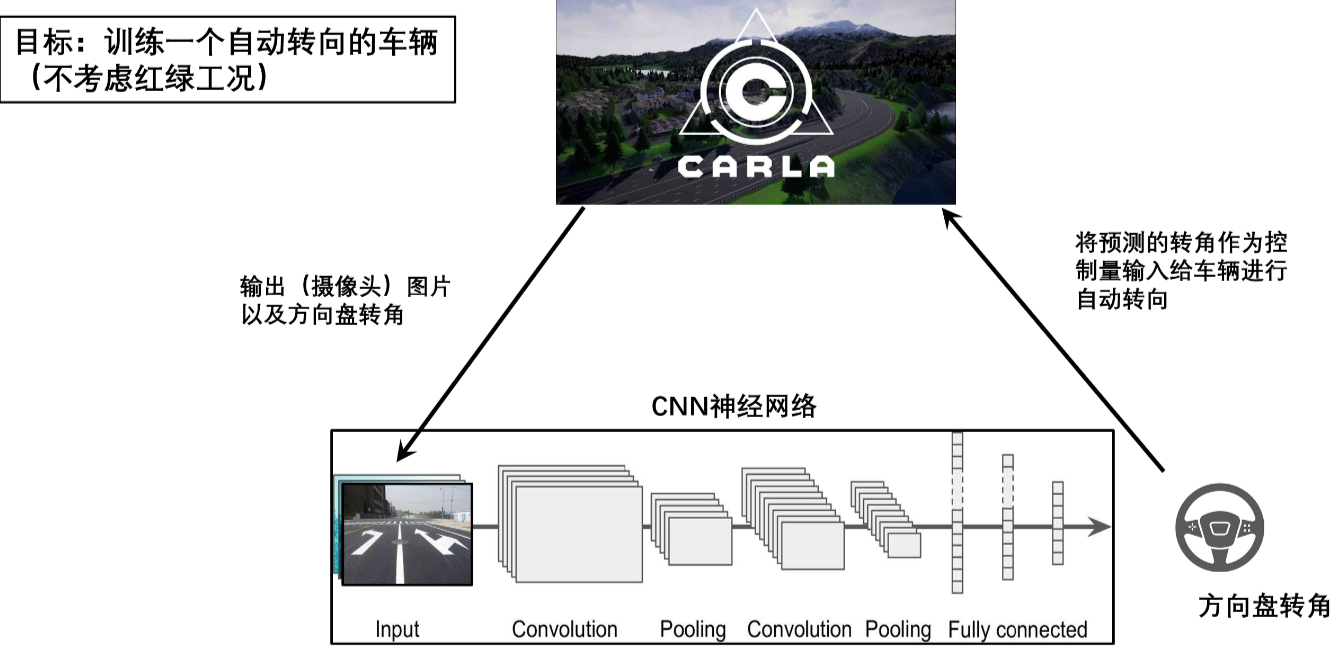 目标：训练一个自动转向的车辆
（不考虑红绿工况）
CARLA
输出（摄像头）图片
以及方向盘转角
将预测的转角作为控
制量输入给车辆进行
自动转向
CNN神经网络
Input
Convolution
Pooling
Convolution
Pooling
Fully connected
方向盘转角